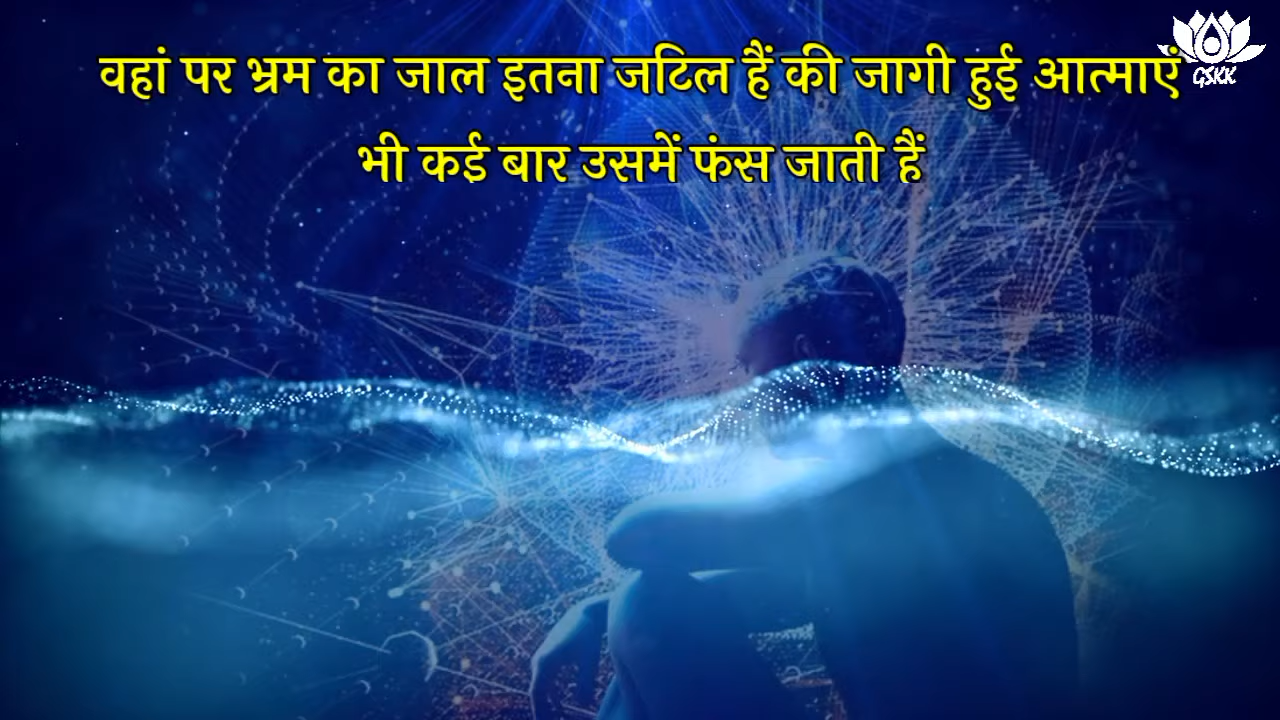 वहां पर भ्रम का जाल इतना जटिल हैं की जागी हुई आत्माएं
भी कई बार उसमें फंस जाती हैं
GSKK